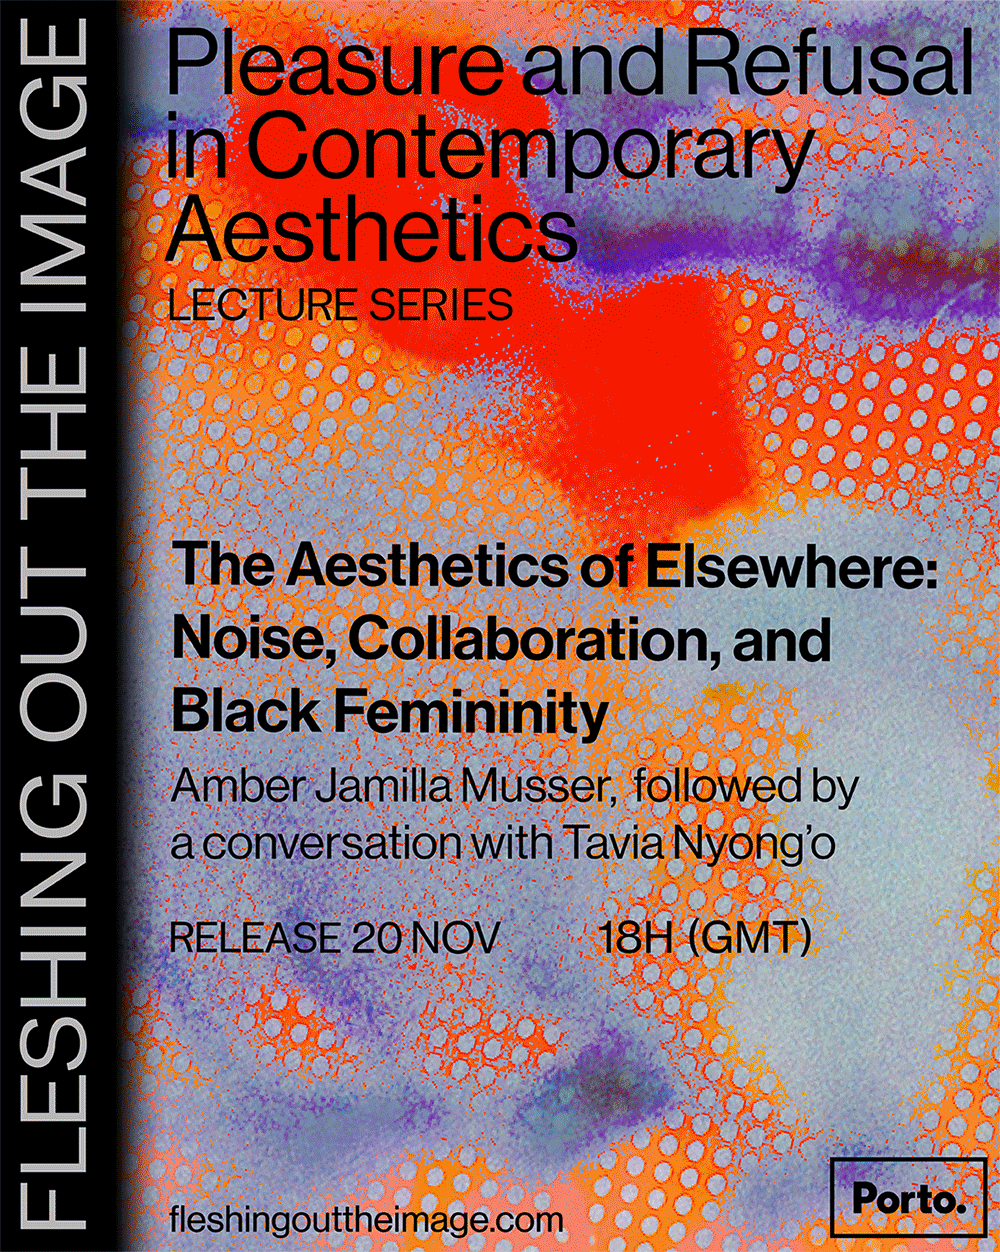 FLESHING OUT THE IMAGE
Pleasure and Refusal
in Contemporary
Aesthetics
LECTURE SERIES
The Aesthetics of Elsewhere:
Noise, Collaboration, and
Black Femininity
Amber Jamilla Musser, followed by
a conversation with Tavia Nyong’o
RELEASE 20 NOV 18H (GMT)
fleshingouttheimage.com
Porto.